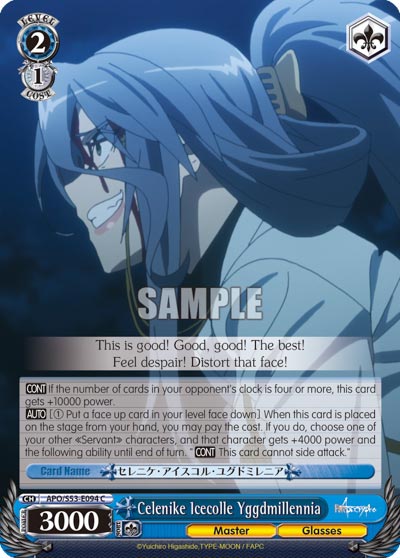 LEVEL
2
1
COST
SAMPLE
This is good! Good, good! The best!
Feel despair! Distort that face!
CONT If the number of cards in your opponent's clock is four or more, this card
gets +10000 power.
AUTO [① Put a face up card in your level face down] When this card is placed
on the stage from your hand, you may pay the cost. If you do, choose one of
your other ≪Servant≫ characters, and that character gets +4000 power and
the following ability until end of turn. "CONT This card cannot side attack."
Card Name
セレニケ・アイスコル・ユグドミレニア
CH
APO/S53-E094 C
POWER
3000
Celenike Icecolle Yggdmillennia
Master
Glasses
©Yuichiro Higashide,TYPE-MOON / FAPC